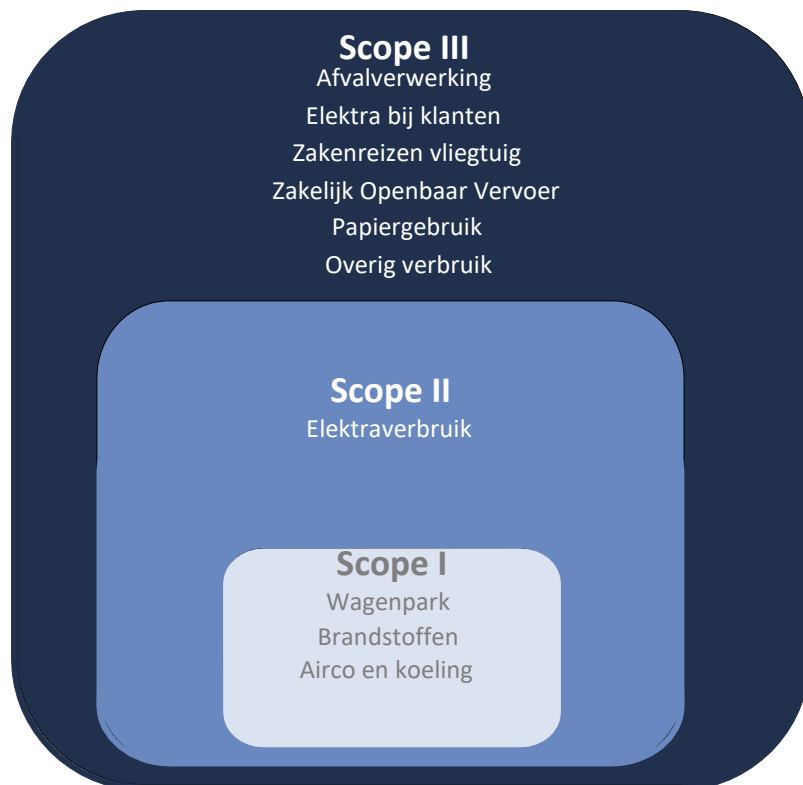 Scope III
Afvalverwerking
Elektra bij klanten
Zakenreizen vliegtuig
Zakelijk Openbaar Vervoer
Papiergebruik
Overig verbruik
Scope II
Elektraverbruik
Scope I
Wagenpark
Brandstoffen
Airco en koeling